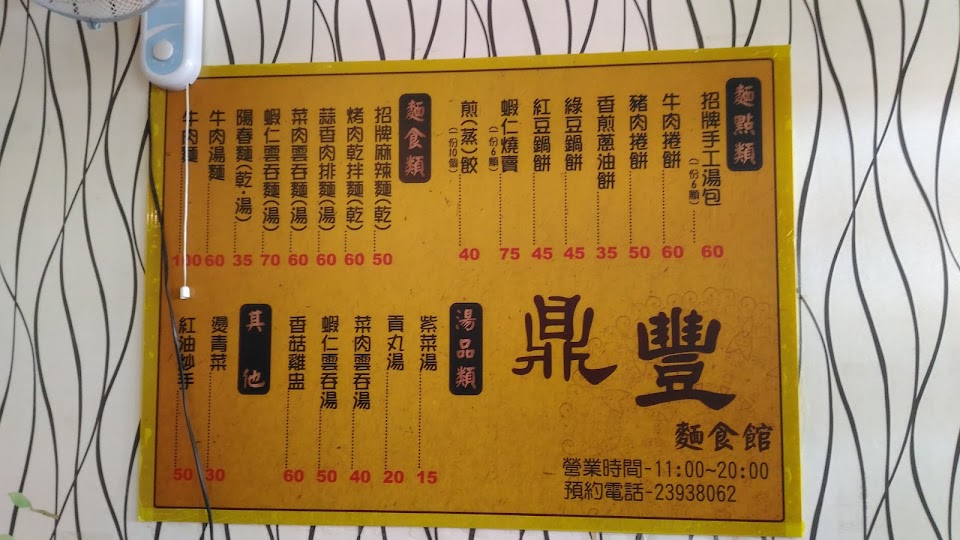 麵點類
招牌手工湯包(一份6顆) 60
牛肉捲餅 60
豬肉捲餅 50
香煎蔥油餅 35
綠豆鍋餅 45
紅豆鍋餅 45
蝦仁燒賣(一份6顆) 75
煎(蒸)餃(一份10個) 40
麵食類
招牌麻辣麵(乾) 50
烤肉乾拌麵(乾) 60
蒜香肉排麵(湯) 60
菜肉雲吞麵(湯) 60
蝦仁雲吞麵(湯) 70
陽春麵(乾·湯) 35
牛肉湯麵 60
牛肉麵 100
鼎豐
麵食館
營業時間-11:00~20:00
預約電話-23938062
湯品類
紫菜湯 15
貢丸湯 20
菜肉雲吞湯 40
蝦仁雲吞湯 50
香菇雞盅 60
其他
燙青菜 30
紅油炒手 50